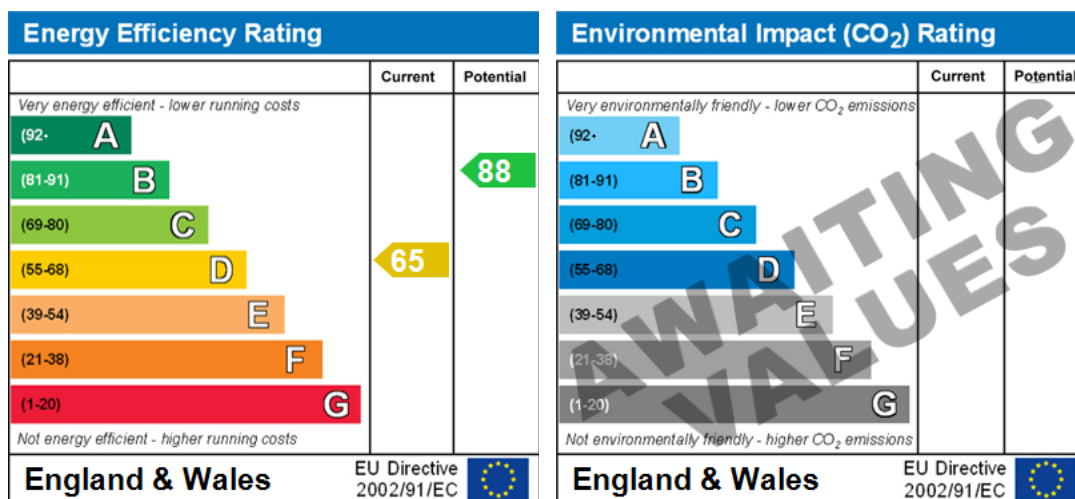 Energy Efficiency Rating
Current Potential
Very energy efficient - lower running costs
(92+ A
(81-91) B
88
(69-80) C
(55-68) D
65
(39-54) E
(21-38) F
(1-20) G
Not energy efficient - higher running costs
England & Wales
EU Directive
2002/91/EC
Environmental Impact (CO₂) Rating
Current Potential
Very environmentally friendly - lower CO₂ emissions
(92+ A
(81-91) B
(69-80) C
(55-68) D
(39-54) E
(21-38) F
(1-20) G
AWAITING
VALUES
Not environmentally friendly - higher CO₂ emissions
England & Wales
EU Directive
2002/91/EC